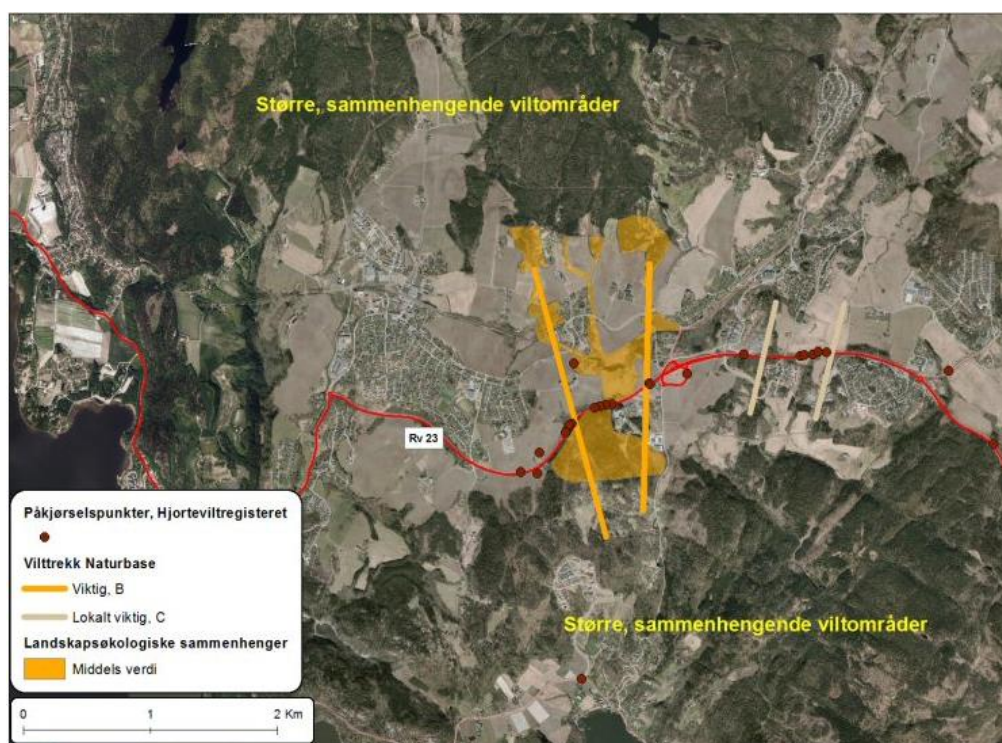 Større, sammenhengende viltområder
Rv 23
Større, sammenhengende viltområder
Påkjørselspunkter, Hjorteviltregisteret
Vilttrekk Naturbase
Viktig, B
Lokalt viktig, C
Landskapsøkologiske sammenhenger
Middels verdi
0 1 2 Km